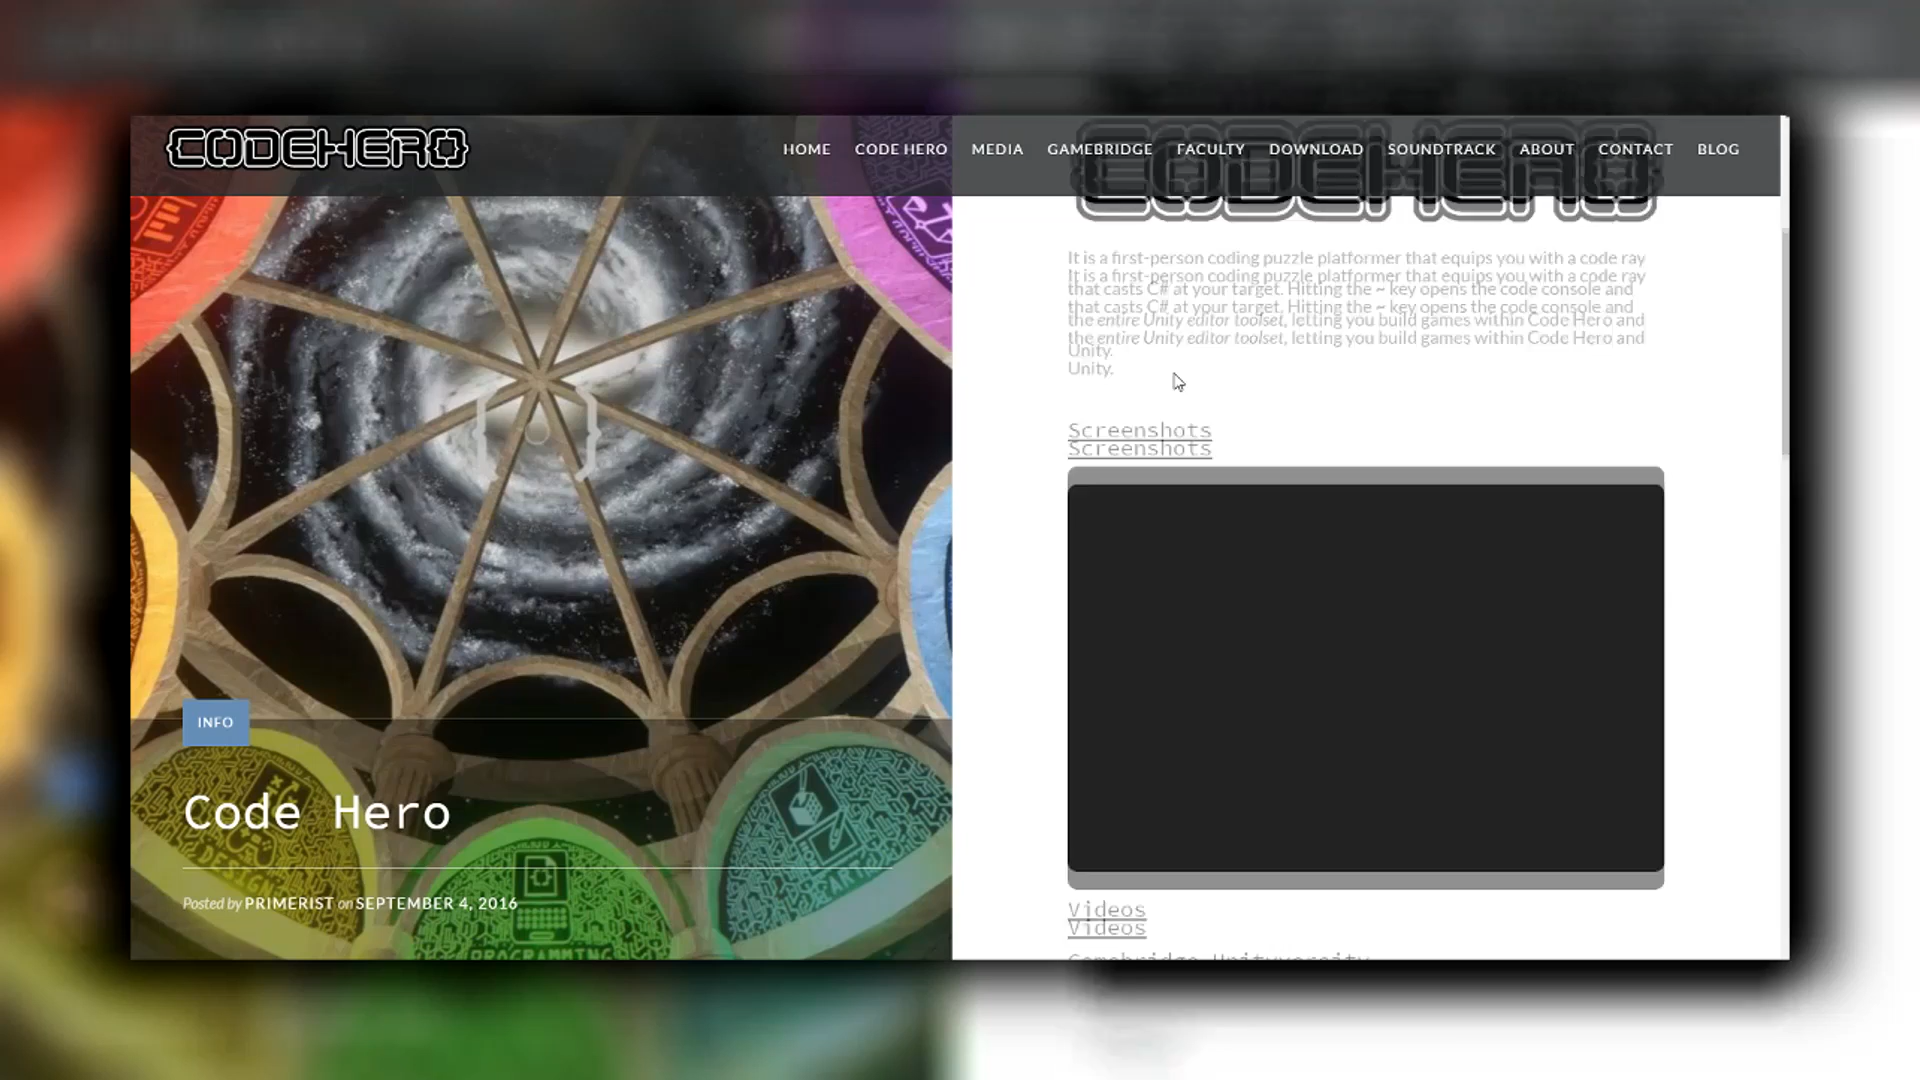 CODEHERO
HOME CODE HERO MEDIA GAMEBRIDGE FACULTY DOWNLOAD SOUNDTRACK ABOUT CONTACT BLOG
CODEHERO
It is a first-person coding puzzle platformer that equips you with a code ray
It is a first-person coding puzzle platformer that equips you with a code ray
that casts C# at your target. Hitting the ~ key opens the code console and
that casts C# at your target. Hitting the ~ key opens the code console and
the entire Unity editor toolset, letting you build games within Code Hero and
the entire Unity editor toolset, letting you build games within Code Hero and
Unity.
Unity.
Screenshots
Screenshots
INFO
Code Hero
DESIGN
ART
Posted by PRIMERIST on SEPTEMBER 4, 2016
PROGRAMMING
Videos
Videos
Gamebridge Unityversity